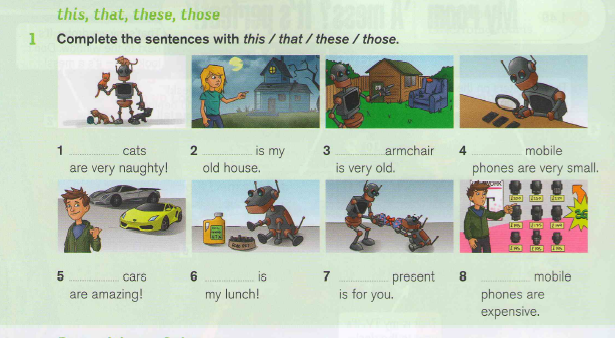 this, that, these, those
1 Complete the sentences with this / that / these / those.
1 .............. cats
are very naughty!
2 .............. is my
old house.
3 .............. armchair
is very old.
4 .............. mobile
phones are very small.
5 .............. cars
are amazing!
6 .............. is
my lunch!
7 .............. present
is for you.
8 .............. mobile
phones are
expensive.